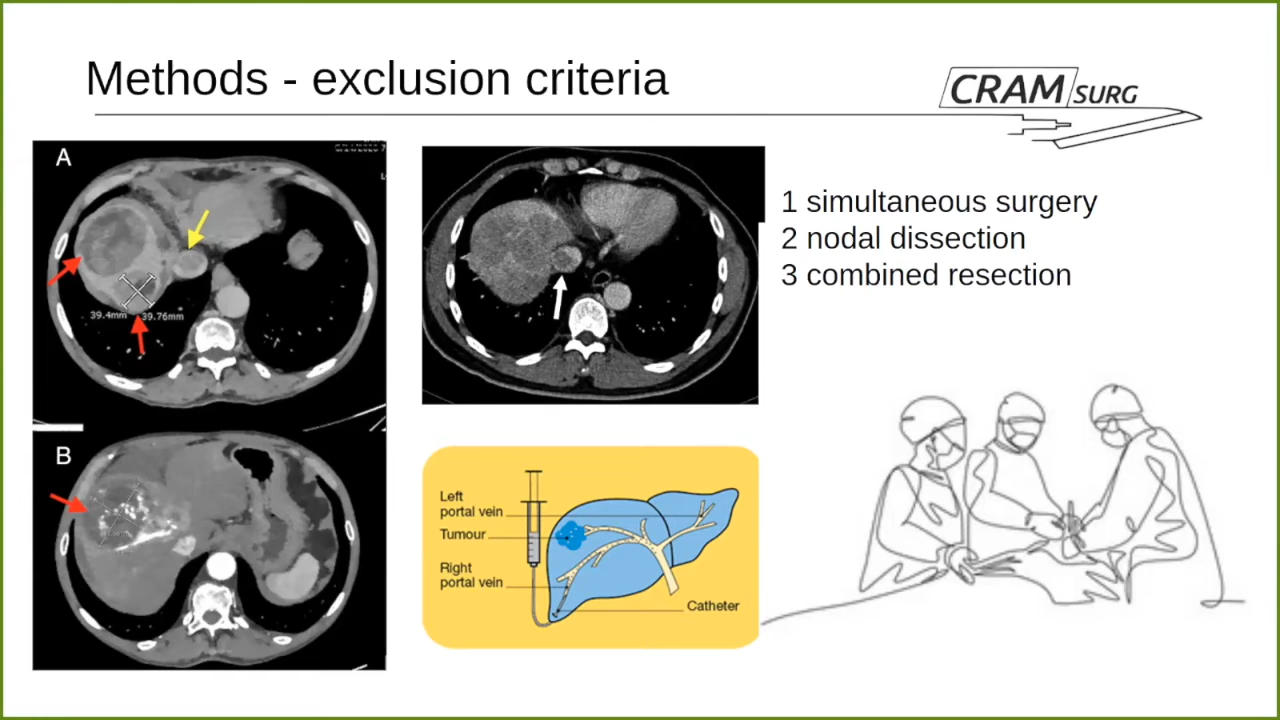 Methods - exclusion criteria
CRAM SURG
A
39.4mm
39.76mm
B
1 simultaneous surgery
2 nodal dissection
3 combined resection
Left
portal vein
Tumour
Right
portal vein
Catheter